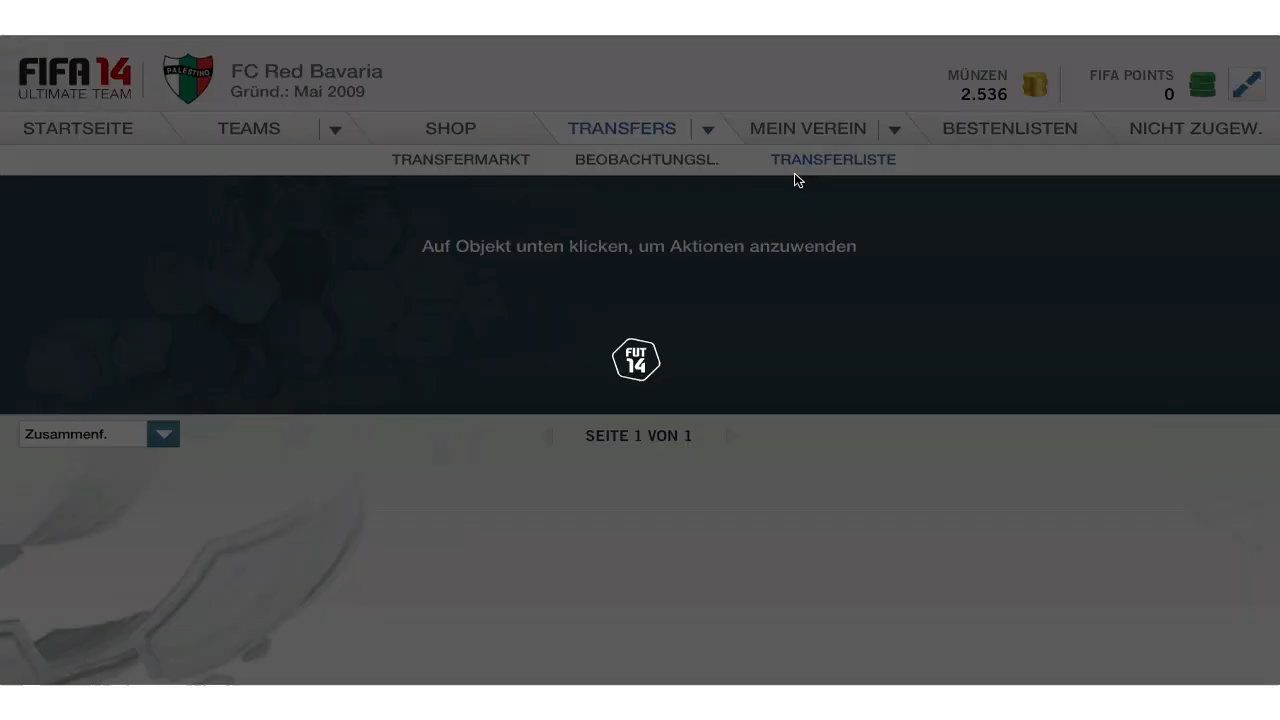 FIFA 14
ULTIMATE TEAM
PALESTINO
FC Red Bavaria
Gründ.: Mai 2009
MÜNZEN
2.536
FIFA POINTS
0
STARTSEITE
TEAMS
SHOP
TRANSFERS
MEIN VEREIN
BESTENLISTEN
NICHT ZUGEW.
TRANSFERMARKT
BEOBACHTUNGSL.
TRANSFERLISTE
Auf Objekt unten klicken, um Aktionen anzuwenden
FUT
14
Zusammenf.
SEITE 1 VON 1